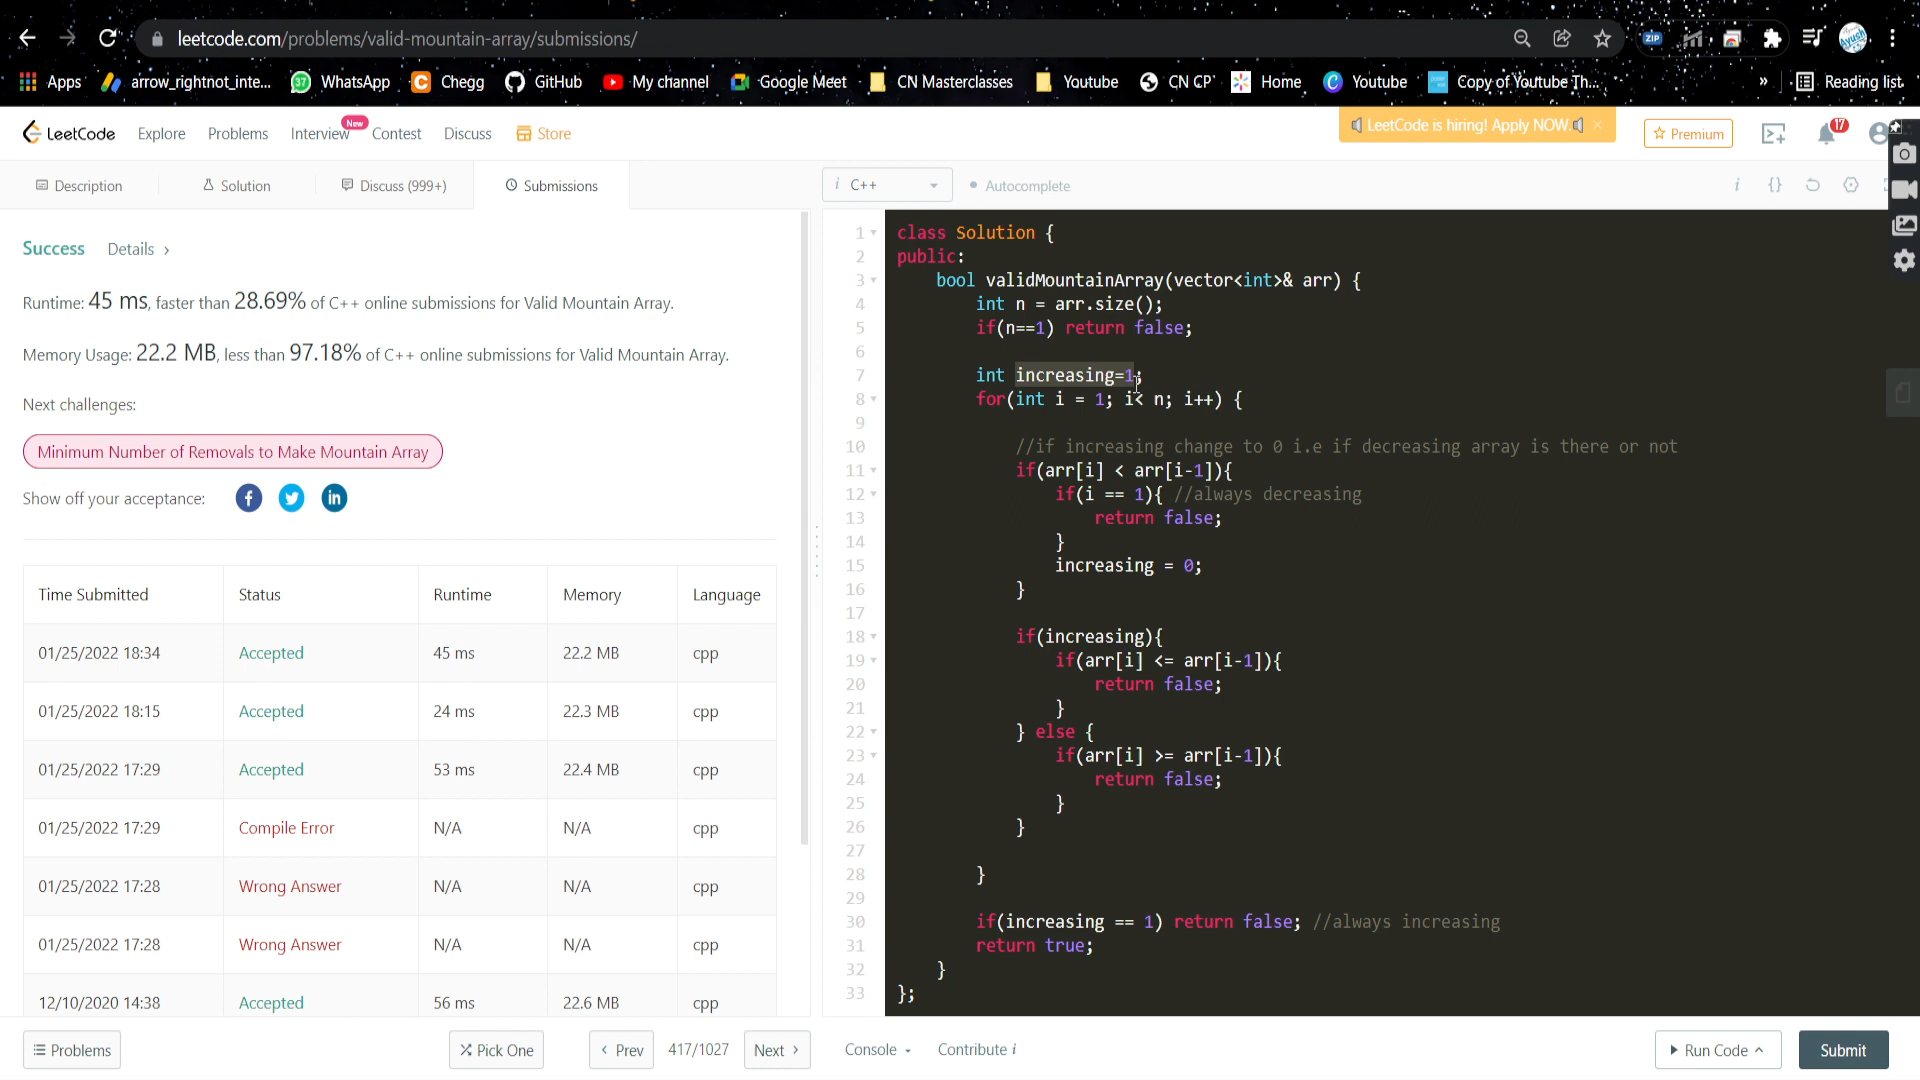 leetcode.com/problems/valid-mountain-array/submissions/
ZIP
Ayush
Apps
arrow_rightnot_inte...
37
WhatsApp
Chegg
GitHub
My channel
Google Meet
CN Masterclasses
Youtube
CN CP
Home
Youtube
Copy of Youtube Th...
»
Reading list
LeetCode
Explore
Problems
Interview
New
Contest
Discuss
Store
LeetCode is hiring! Apply NOW.
Premium
17
Description
Solution
Discuss (999+)
Submissions
i C++
Autocomplete
i {}
Success Details ›
Runtime: 45 ms, faster than 28.69% of C++ online submissions for Valid Mountain Array.
Memory Usage: 22.2 MB, less than 97.18% of C++ online submissions for Valid Mountain Array.
Next challenges:
Minimum Number of Removals to Make Mountain Array
Show off your acceptance:
Time Submitted Status Runtime Memory Language
01/25/2022 18:34 Accepted 45 ms 22.2 MB cpp
01/25/2022 18:15 Accepted 24 ms 22.3 MB cpp
01/25/2022 17:29 Accepted 53 ms 22.4 MB cpp
01/25/2022 17:29 Compile Error N/A N/A cpp
01/25/2022 17:28 Wrong Answer N/A N/A cpp
01/25/2022 17:28 Wrong Answer N/A N/A cpp
12/10/2020 14:38 Accepted 56 ms 22.6 MB cpp
1 class Solution {
2 public:
3 bool validMountainArray(vector<int>& arr) {
4 int n = arr.size();
5 if(n==1) return false;
6
7 int increasing=1;
8 for(int i = 1; i< n; i++) {
9
10 //if increasing change to 0 i.e if decreasing array is there or not
11 if(arr[i] < arr[i-1]){
12 if(i == 1){ //always decreasing
13 return false;
14 }
15 increasing = 0;
16 }
17
18 if(increasing){
19 if(arr[i] <= arr[i-1]){
20 return false;
21 }
22 } else {
23 if(arr[i] >= arr[i-1]){
24 return false;
25 }
26 }
27
28 }
29
30 if(increasing == 1) return false; //always increasing
31 return true;
32 }
33 };
Problems
Pick One
‹ Prev
417/1027
Next ›
Console
Contribute i
Run Code
Submit